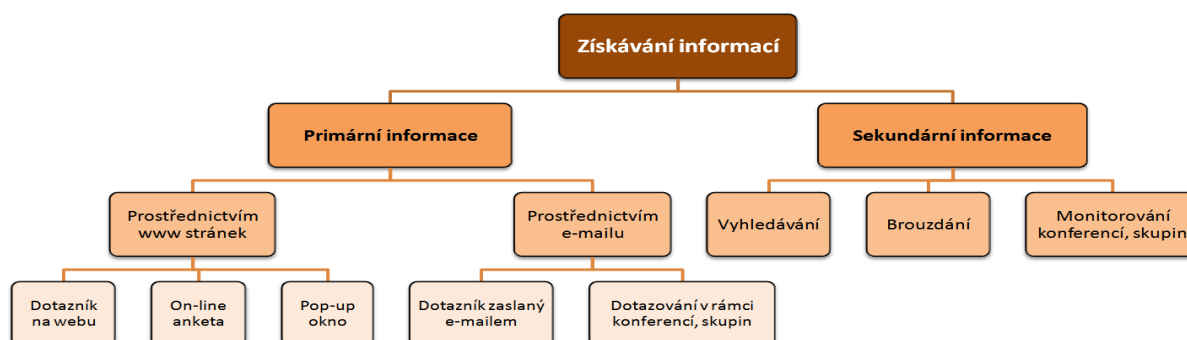 Získávání informací
Primární informace
Sekundární informace
Prostřednictvím
www stránek
Prostřednictvím
e-mailu
Vyhledávání
Brouzdání
Monitorování
konferencí, skupin
Dotazník
na webu
On-line
anketa
Pop-up
okno
Dotazník zaslaný
e-mailem
Dotazování v rámci
konferencí, skupin